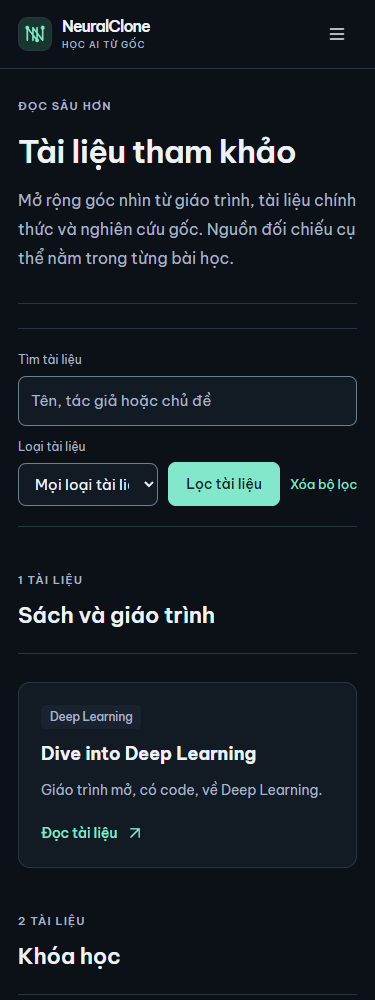 NeuralClone
HỌC AI TỪ GỐC
ĐỌC SÂU HƠN
Tài liệu tham khảo
Mở rộng góc nhìn từ giáo trình, tài liệu chính
thức và nghiên cứu gốc. Nguồn đối chiếu cụ
thể nằm trong từng bài học.
Tìm tài liệu
Tên, tác giả hoặc chủ đề
Loại tài liệu
Mọi loại tài li
Lọc tài liệu
Xóa bộ lọc
1 TÀI LIỆU
Sách và giáo trình
Deep Learning
Dive into Deep Learning
Giáo trình mở, có code, về Deep Learning.
Đọc tài liệu
2 TÀI LIỆU
Khóa học